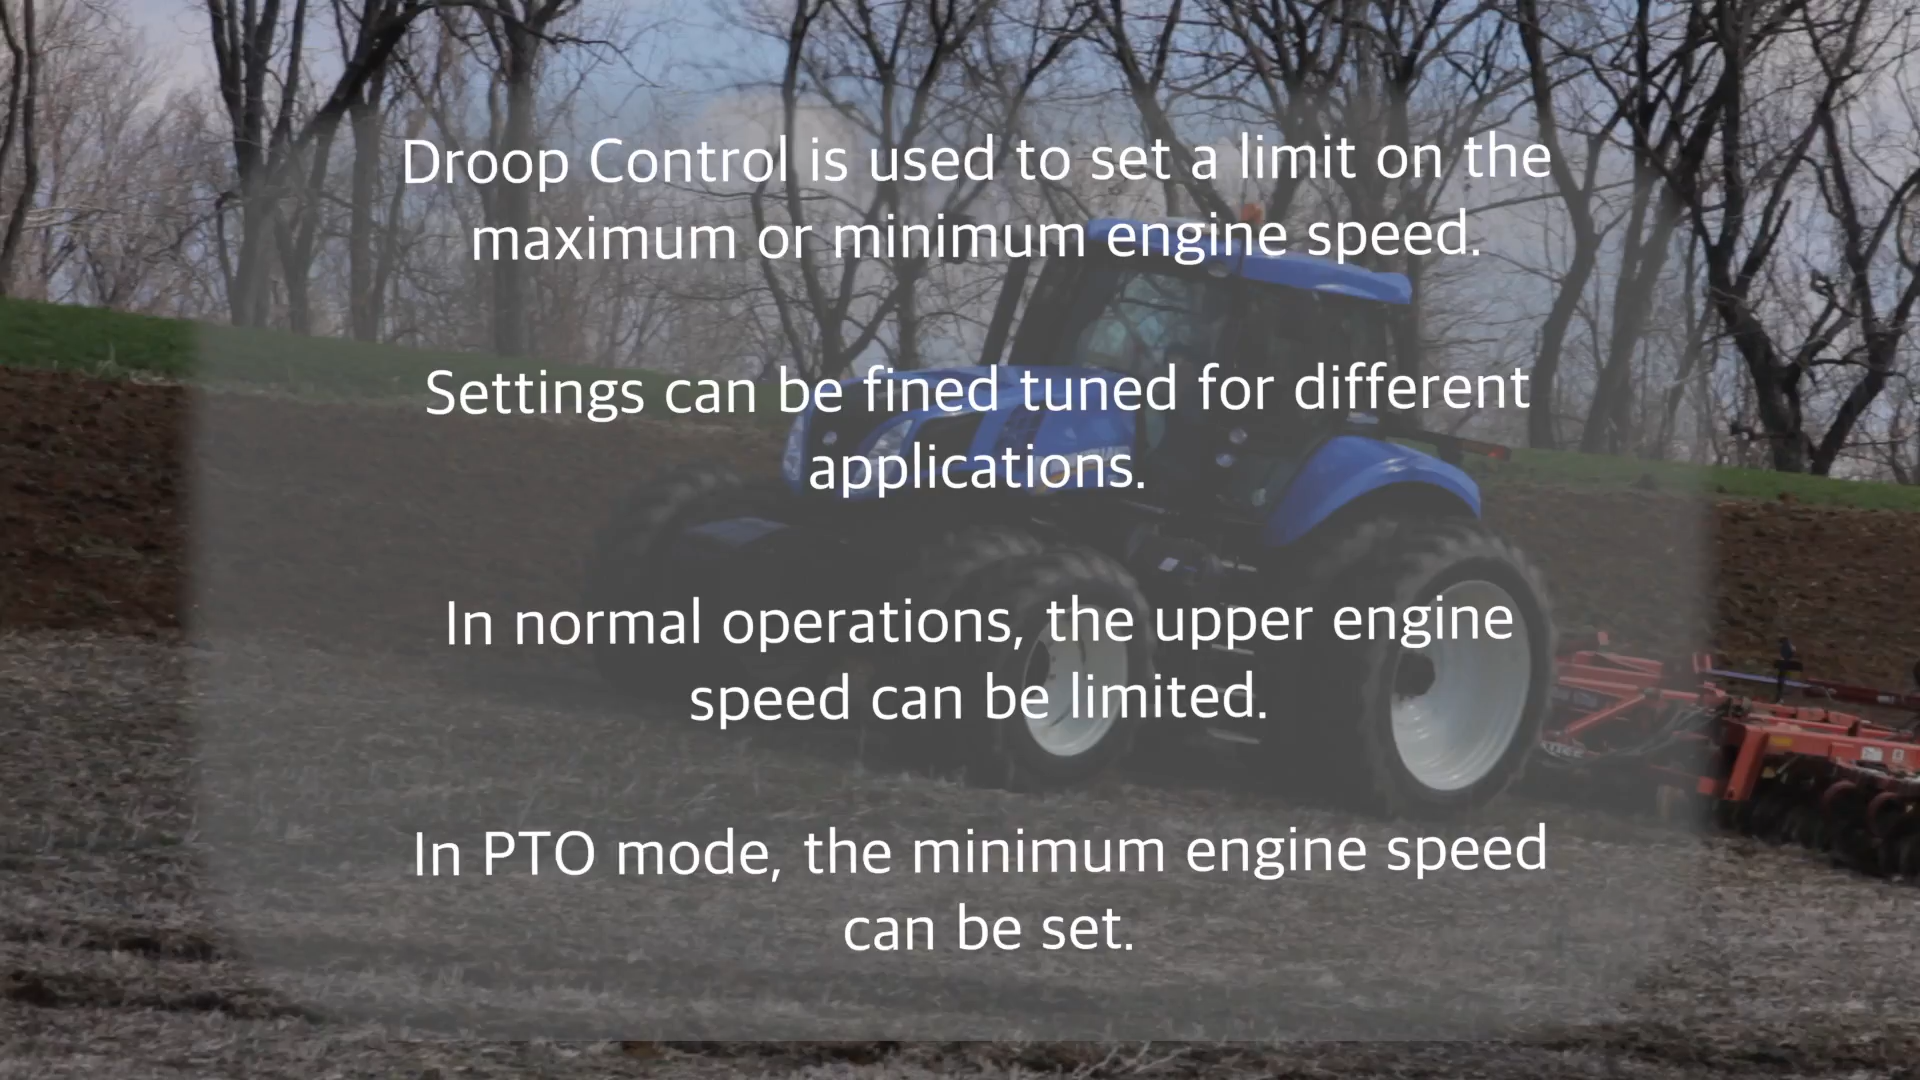 Droop Control is used to set a limit on the
maximum or minimum engine speed.
Settings can be fined tuned for different
applications.
In normal operations, the upper engine
speed can be limited.
In PTO mode, the minimum engine speed
can be set.